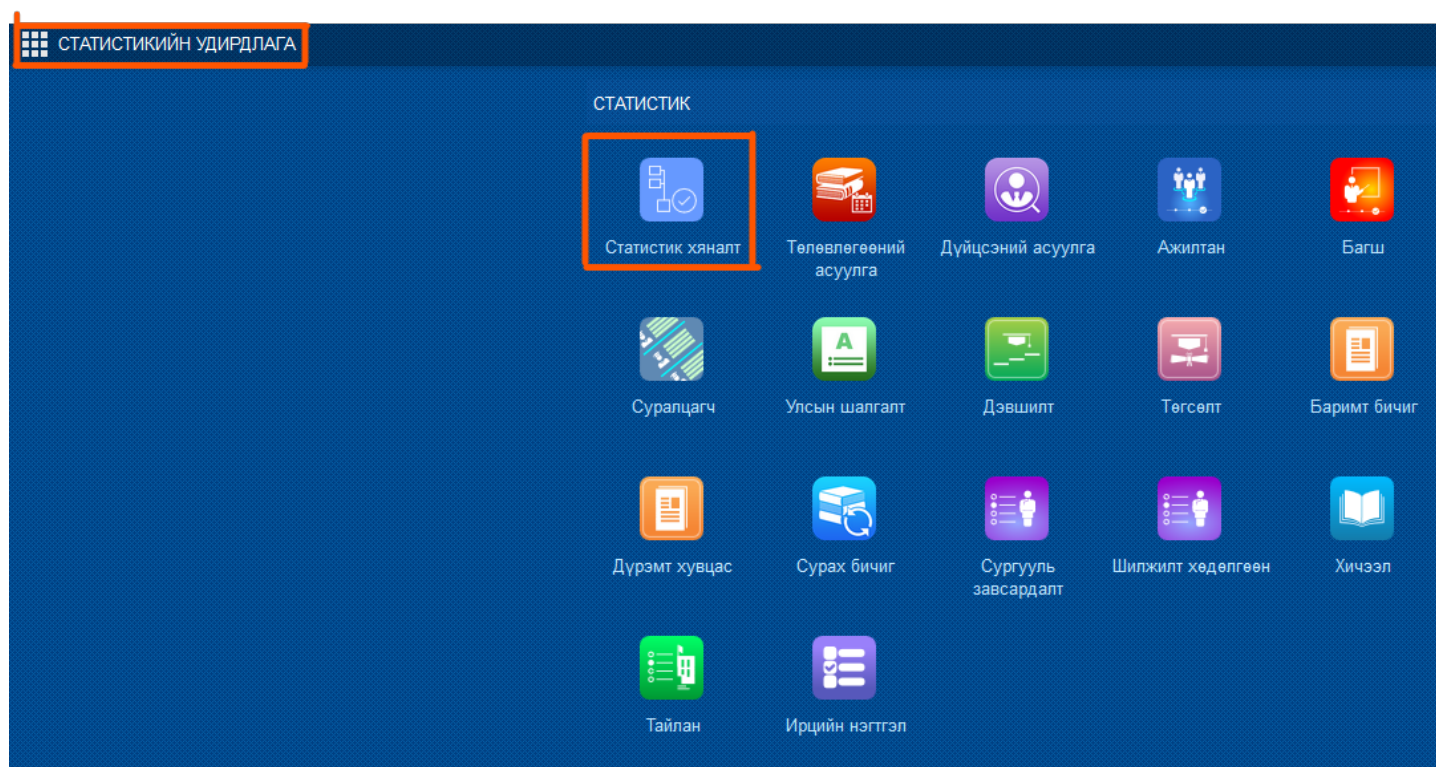 СТАТИСТИКИЙН УДИРДЛАГА
СТАТИСТИК
Статистик хяналт
Төлөвлөгөөний
асуулга
Дүйцсэний асуулга
Ажилтан
Багш
Суралцагч
Улсын шалгалт
Дэвшилт
Төгсөлт
Баримт бичиг
Дүрэмт хувцас
Сурах бичиг
Сургууль
завсардалт
Шилжилт хөдөлгөөн
Хичээл
Тайлан
Ирцийн нэгтгэл